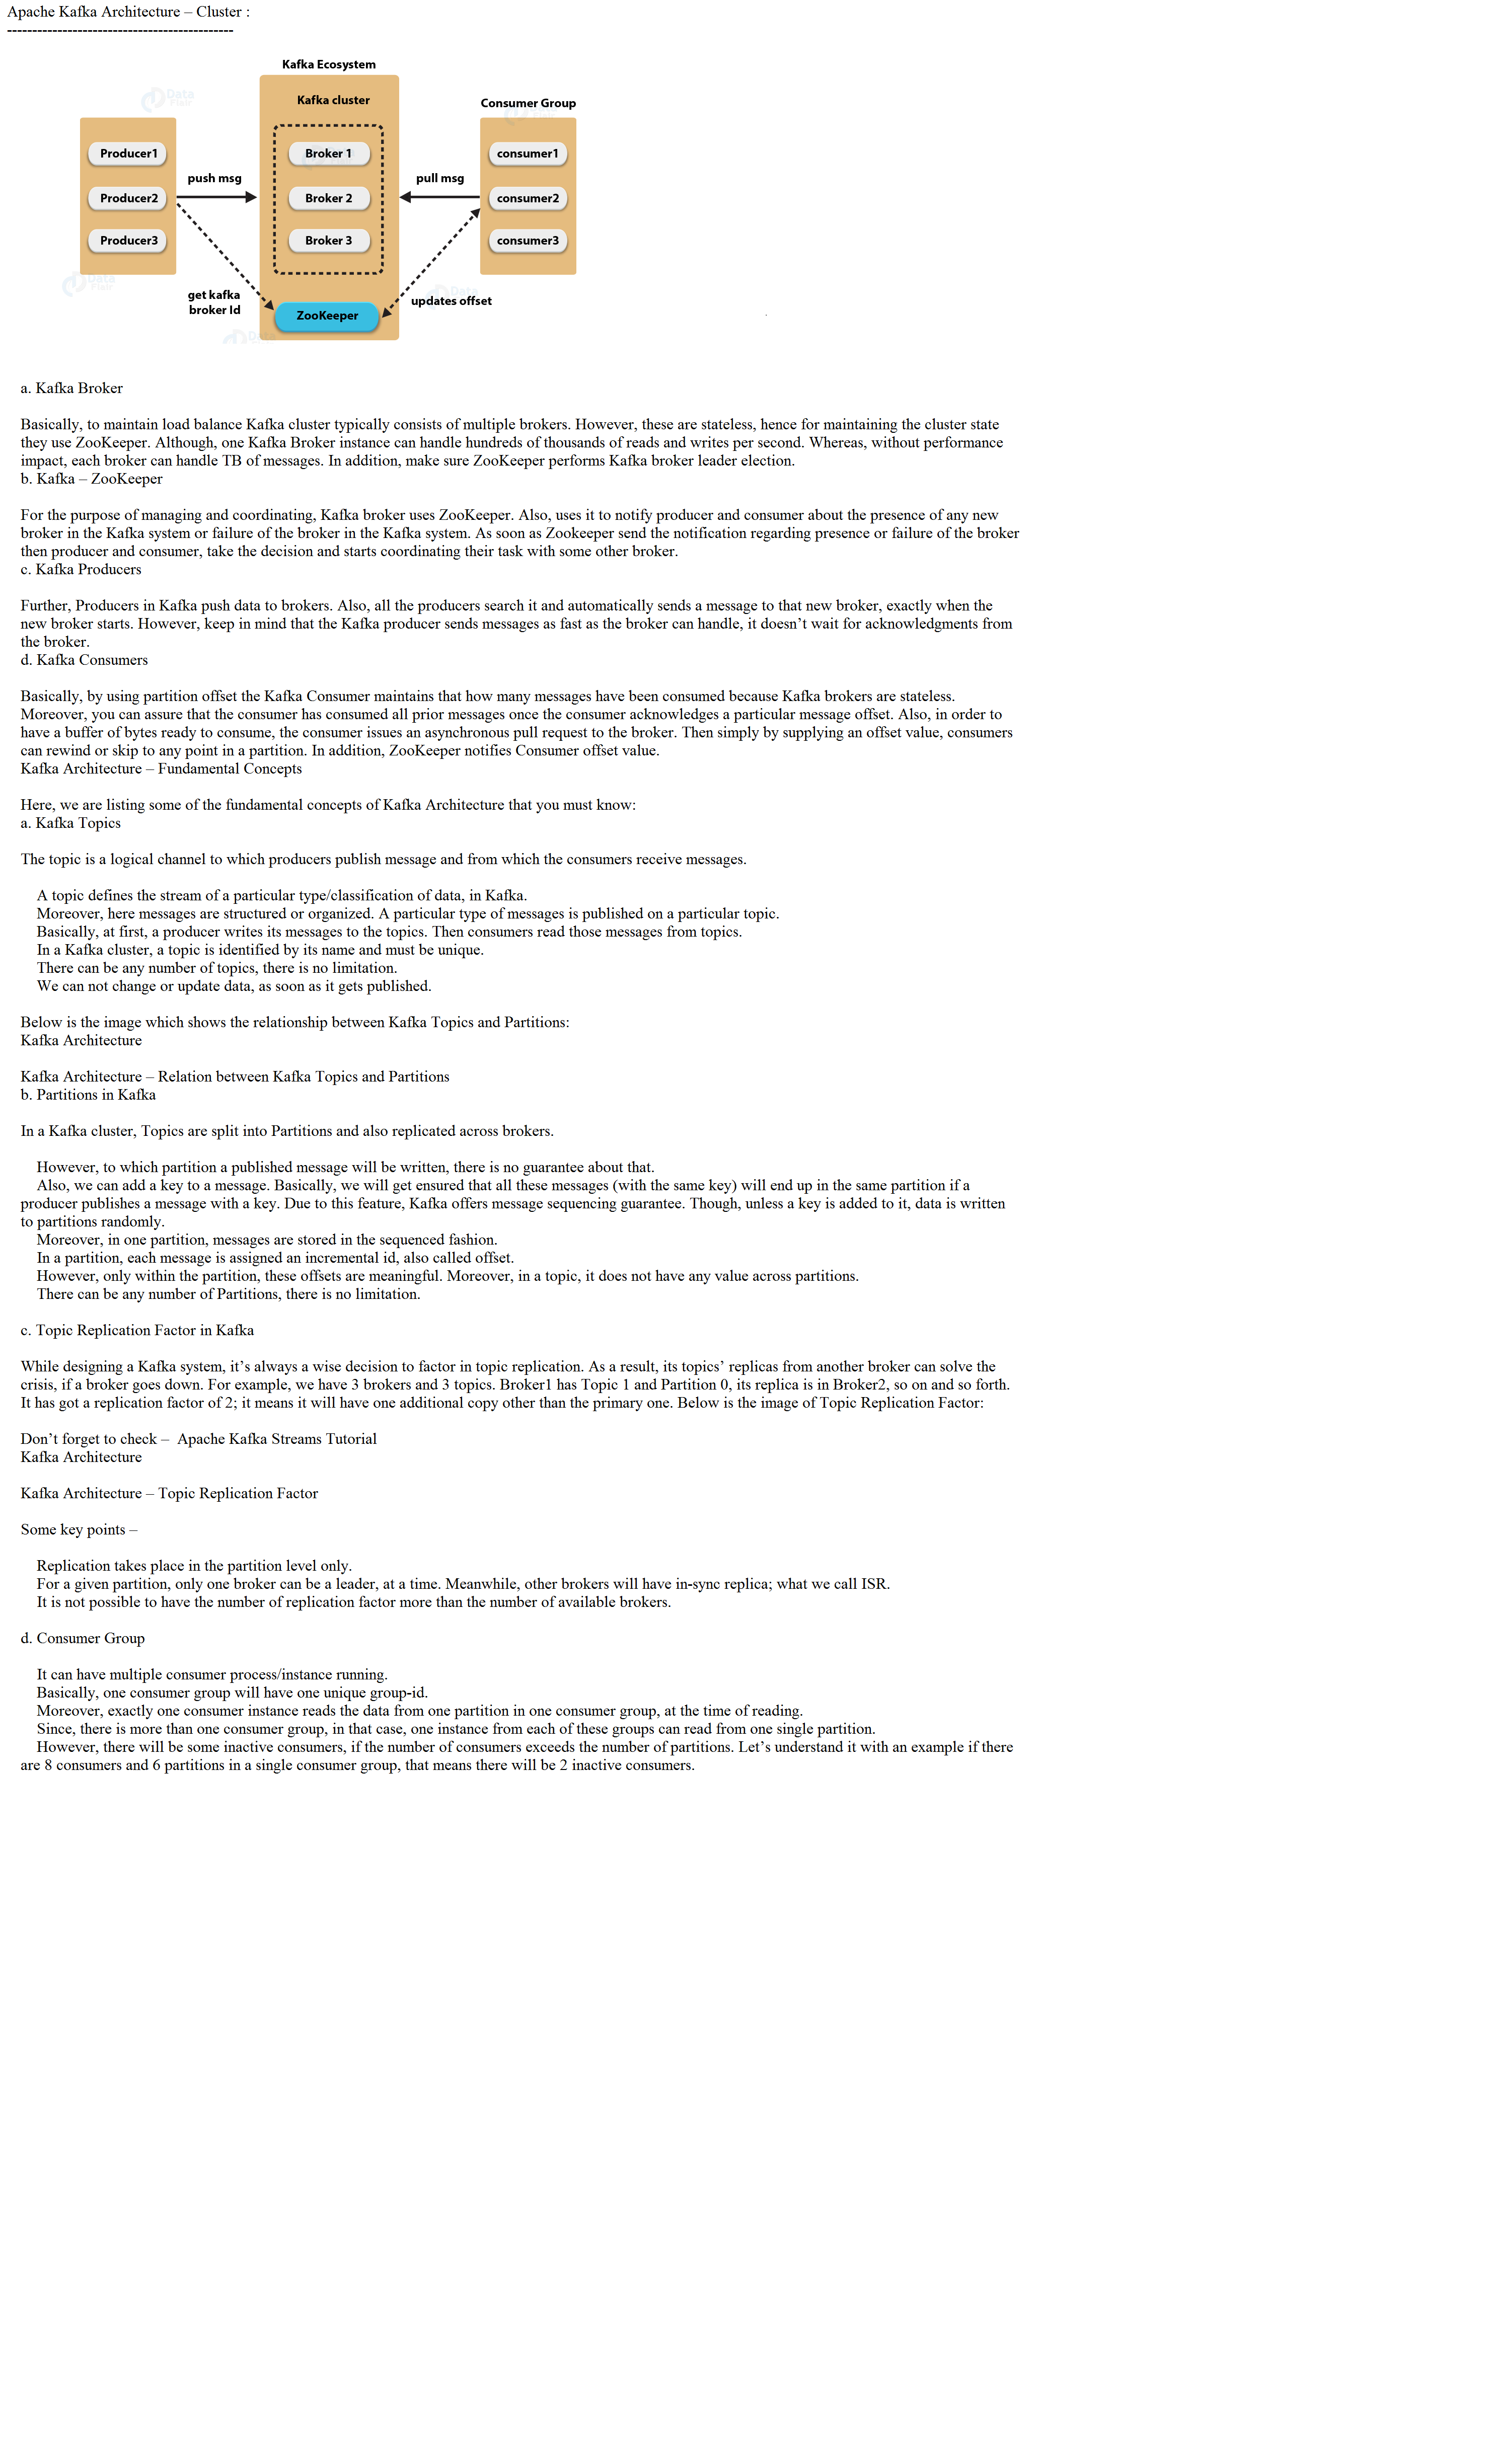 Apache Kafka Architecture – Cluster :
---------------------------------------------
Kafka Ecosystem
Kafka cluster
Consumer Group
Data
Flair
Producer1
Broker 1
consumer1
push msg
pull msg
Producer2
Broker 2
consumer2
Producer3
Broker 3
consumer3
Data
Flair
get kafka
broker Id
Data
updates offset
ZooKeeper
Data
a. Kafka Broker
Basically, to maintain load balance Kafka cluster typically consists of multiple brokers. However, these are stateless, hence for maintaining the cluster state
they use ZooKeeper. Although, one Kafka Broker instance can handle hundreds of thousands of reads and writes per second. Whereas, without performance
impact, each broker can handle TB of messages. In addition, make sure ZooKeeper performs Kafka broker leader election.
b. Kafka – ZooKeeper
For the purpose of managing and coordinating, Kafka broker uses ZooKeeper. Also, uses it to notify producer and consumer about the presence of any new
broker in the Kafka system or failure of the broker in the Kafka system. As soon as Zookeeper send the notification regarding presence or failure of the broker
then producer and consumer, take the decision and starts coordinating their task with some other broker.
c. Kafka Producers
Further, Producers in Kafka push data to brokers. Also, all the producers search it and automatically sends a message to that new broker, exactly when the
new broker starts. However, keep in mind that the Kafka producer sends messages as fast as the broker can handle, it doesn’t wait for acknowledgments from
the broker.
d. Kafka Consumers
Basically, by using partition offset the Kafka Consumer maintains that how many messages have been consumed because Kafka brokers are stateless.
Moreover, you can assure that the consumer has consumed all prior messages once the consumer acknowledges a particular message offset. Also, in order to
have a buffer of bytes ready to consume, the consumer issues an asynchronous pull request to the broker. Then simply by supplying an offset value, consumers
can rewind or skip to any point in a partition. In addition, ZooKeeper notifies Consumer offset value.
Kafka Architecture – Fundamental Concepts
Here, we are listing some of the fundamental concepts of Kafka Architecture that you must know:
a. Kafka Topics
The topic is a logical channel to which producers publish message and from which the consumers receive messages.
A topic defines the stream of a particular type/classification of data, in Kafka.
Moreover, here messages are structured or organized. A particular type of messages is published on a particular topic.
Basically, at first, a producer writes its messages to the topics. Then consumers read those messages from topics.
In a Kafka cluster, a topic is identified by its name and must be unique.
There can be any number of topics, there is no limitation.
We can not change or update data, as soon as it gets published.
Below is the image which shows the relationship between Kafka Topics and Partitions:
Kafka Architecture
Kafka Architecture – Relation between Kafka Topics and Partitions
b. Partitions in Kafka
In a Kafka cluster, Topics are split into Partitions and also replicated across brokers.
However, to which partition a published message will be written, there is no guarantee about that.
Also, we can add a key to a message. Basically, we will get ensured that all these messages (with the same key) will end up in the same partition if a
producer publishes a message with a key. Due to this feature, Kafka offers message sequencing guarantee. Though, unless a key is added to it, data is written
to partitions randomly.
Moreover, in one partition, messages are stored in the sequenced fashion.
In a partition, each message is assigned an incremental id, also called offset.
However, only within the partition, these offsets are meaningful. Moreover, in a topic, it does not have any value across partitions.
There can be any number of Partitions, there is no limitation.
c. Topic Replication Factor in Kafka
While designing a Kafka system, it’s always a wise decision to factor in topic replication. As a result, its topics’ replicas from another broker can solve the
crisis, if a broker goes down. For example, we have 3 brokers and 3 topics. Broker1 has Topic 1 and Partition 0, its replica is in Broker2, so on and so forth.
It has got a replication factor of 2; it means it will have one additional copy other than the primary one. Below is the image of Topic Replication Factor:
Don’t forget to check –  Apache Kafka Streams Tutorial
Kafka Architecture
Kafka Architecture – Topic Replication Factor
Some key points –
Replication takes place in the partition level only.
For a given partition, only one broker can be a leader, at a time. Meanwhile, other brokers will have in-sync replica; what we call ISR.
It is not possible to have the number of replication factor more than the number of available brokers.
d. Consumer Group
It can have multiple consumer process/instance running.
Basically, one consumer group will have one unique group-id.
Moreover, exactly one consumer instance reads the data from one partition in one consumer group, at the time of reading.
Since, there is more than one consumer group, in that case, one instance from each of these groups can read from one single partition.
However, there will be some inactive consumers, if the number of consumers exceeds the number of partitions. Let’s understand it with an example if there
are 8 consumers and 6 partitions in a single consumer group, that means there will be 2 inactive consumers.